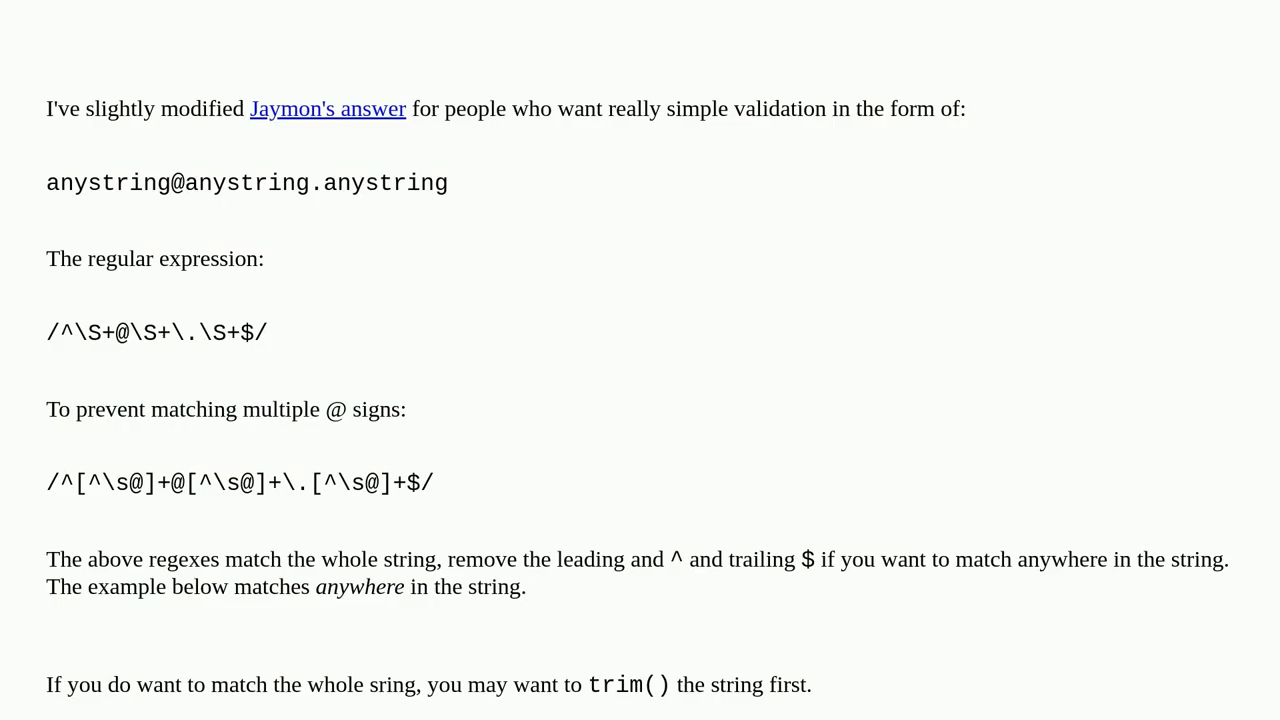 I've slightly modified Jaymon's answer for people who want really simple validation in the form of:
anystring@anystring.anystring
The regular expression:
/^\S+@\S+\.\S+$/
To prevent matching multiple @ signs:
/^[^\s@]+@[^\s@]+\.[^\s@]+$/
The above regexes match the whole string, remove the leading and ^ and trailing $ if you want to match anywhere in the string.
The example below matches anywhere in the string.
If you do want to match the whole sring, you may want to trim() the string first.